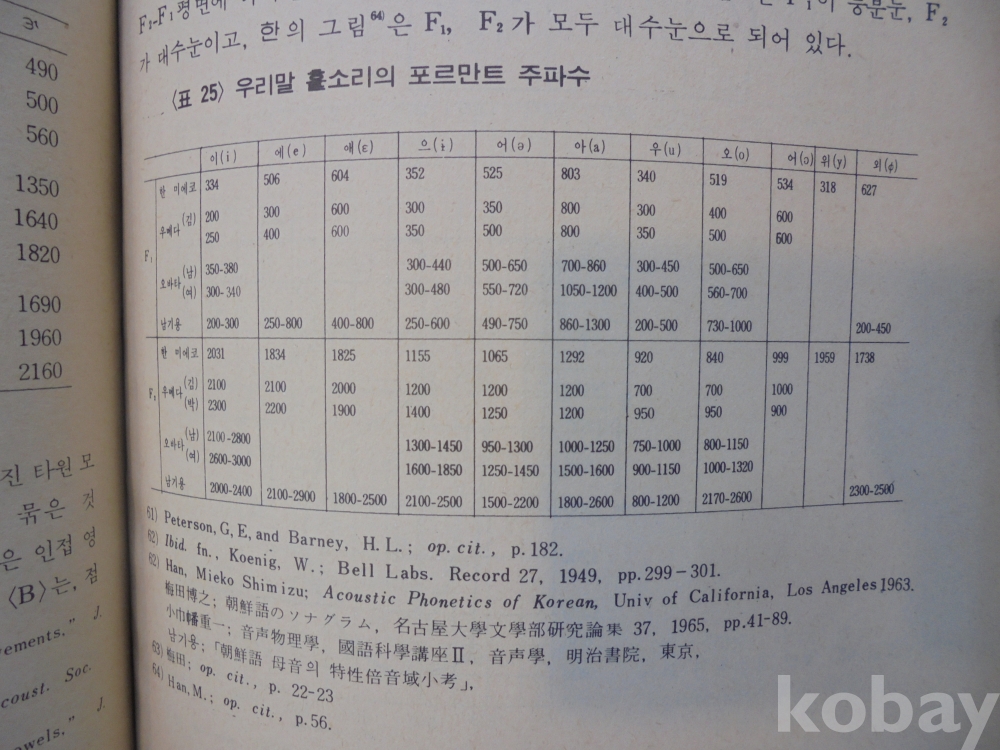 3¹
490
500
560
1350
1640
1820
1690
1960
2160
진 타원 모
묶은 것
은 인접 영
〈B〉는, 점
ements," J.
coust. Soc.
owels," J.
F₂-F₁ 평면에
F₁이 등분눈, F₂
가 대수눈이고, 한의 그림⁶⁴⁾은 F₁, F₂가 모두 대수눈으로 되어 있다.
〈표 25〉 우리말 홑소리의 포르만트 주파수
이(i) 에(e) 애(ε) 으(ɨ) 어(ə) 아(a) 우(u) 오(o) 어(ɔ) 위(y) 외(ø)
F₁
한 미에코 334 506 604 352 525 803 340 519 534 318 627
우메다 (김) 200 300 600 300 350 800 300 400 600
250 400 600 350 500 800 350 500 600
오바타 (남) 350-380 300-440 500-650 700-860 300-450 500-650
(여) 300-340 300-480 550-720 1050-1200 400-500 560-700
남기용 200-300 250-800 400-800 250-600 490-750 860-1300 200-500 730-1000 200-450
한 미에코 2031 1834 1825 1155 1065 1292 920 840 999 1959 1738
우메다 (김) 2100 2100 2000 1200 1200 1200 700 700 1000
(박) 2300 2200 1900 1400 1250 1200 950 950 900
오바타 (남) 2100-2800 1300-1450 950-1300 1000-1250 750-1000 800-1150
(여) 2600-3000 1600-1850 1250-1450 1500-1600 900-1150 1000-1320
남기용 2000-2400 2100-2900 1800-2500 2100-2500 1500-2200 1800-2600 800-1200 2170-2600 2300-2500
61) Peterson, G, E, and Barney, H. L. ; op. cit., p. 182.
62) Ibid. fn., Koenig, W. ; Bell Labs. Record 27, 1949, pp. 299-301.
62) Han, Mieko Shimizu; Acoustic Phonetics of Korean, Univ of California, Los Angeles 1963.
梅田博之; 朝鮮語のソナグラム, 名古屋大學文學部硏究論集 37, 1965, pp. 41-89.
小巾幡重一; 音声物理學, 國語科學講座Ⅱ, 音声學, 明治書院, 東京,
남기용; 「朝鮮語 母音의 特性倍音域小考」,
63) 梅田; op. cit., p. 22-23
64) Han, M. ; op. cit., p. 56.
kobay